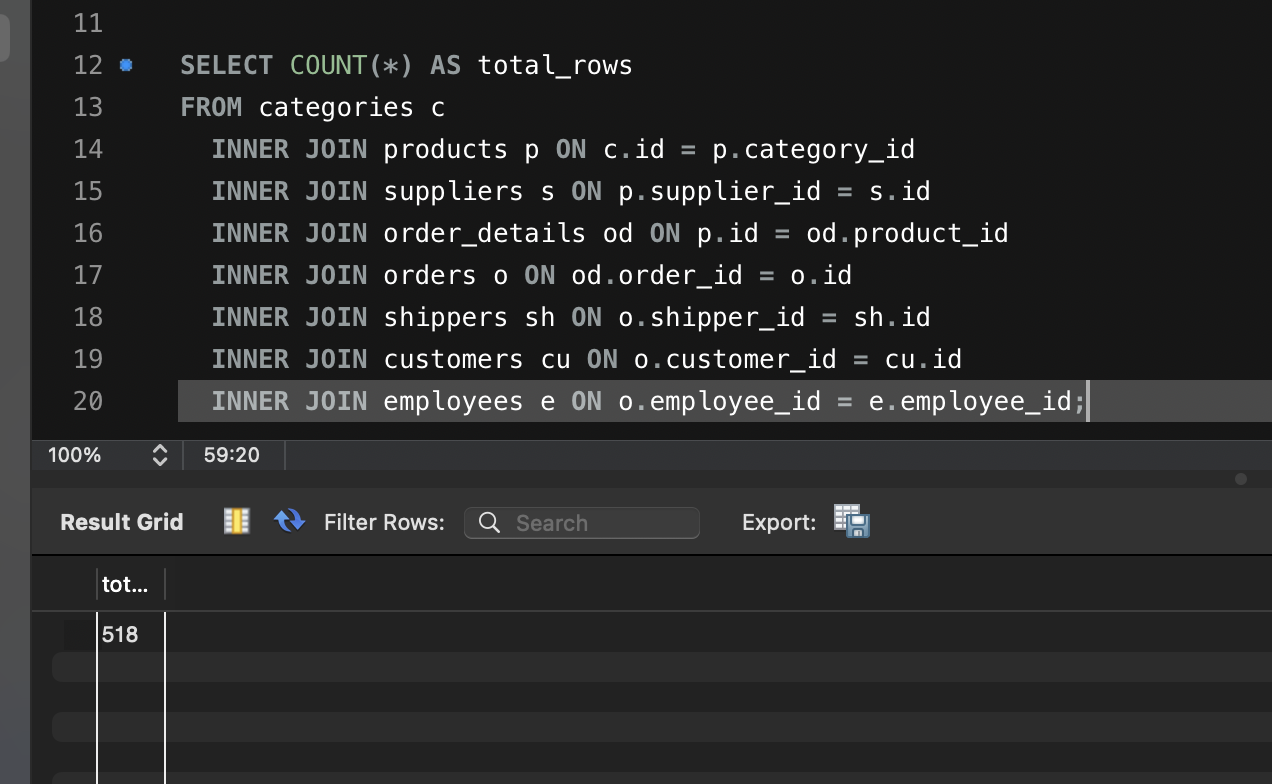 11
12 SELECT COUNT(*) AS total_rows
13 FROM categories c
14 INNER JOIN products p ON c.id = p.category_id
15 INNER JOIN suppliers s ON p.supplier_id = s.id
16 INNER JOIN order_details od ON p.id = od.product_id
17 INNER JOIN orders o ON od.order_id = o.id
18 INNER JOIN shippers sh ON o.shipper_id = sh.id
19 INNER JOIN customers cu ON o.customer_id = cu.id
20 INNER JOIN employees e ON o.employee_id = e.employee_id;
100% 59:20
Result Grid Filter Rows: Search Export:
tot...
518